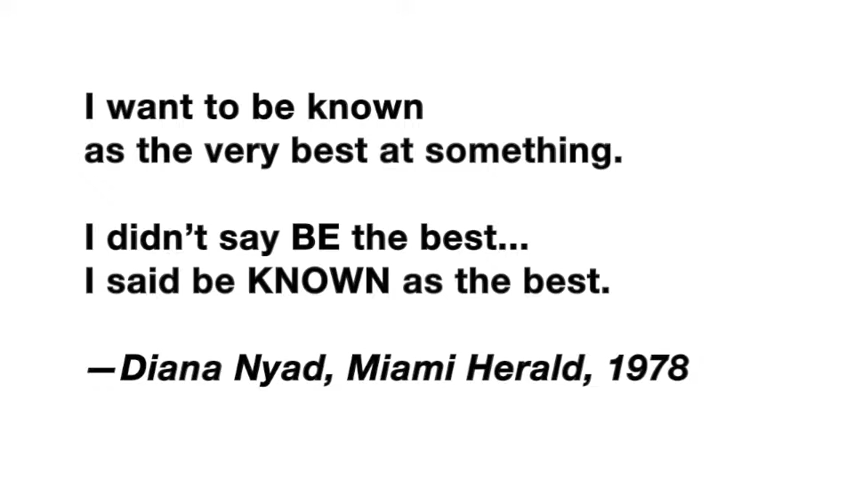 I want to be known
as the very best at something.
I didn't say BE the best...
I said be KNOWN as the best.
—Diana Nyad, Miami Herald, 1978